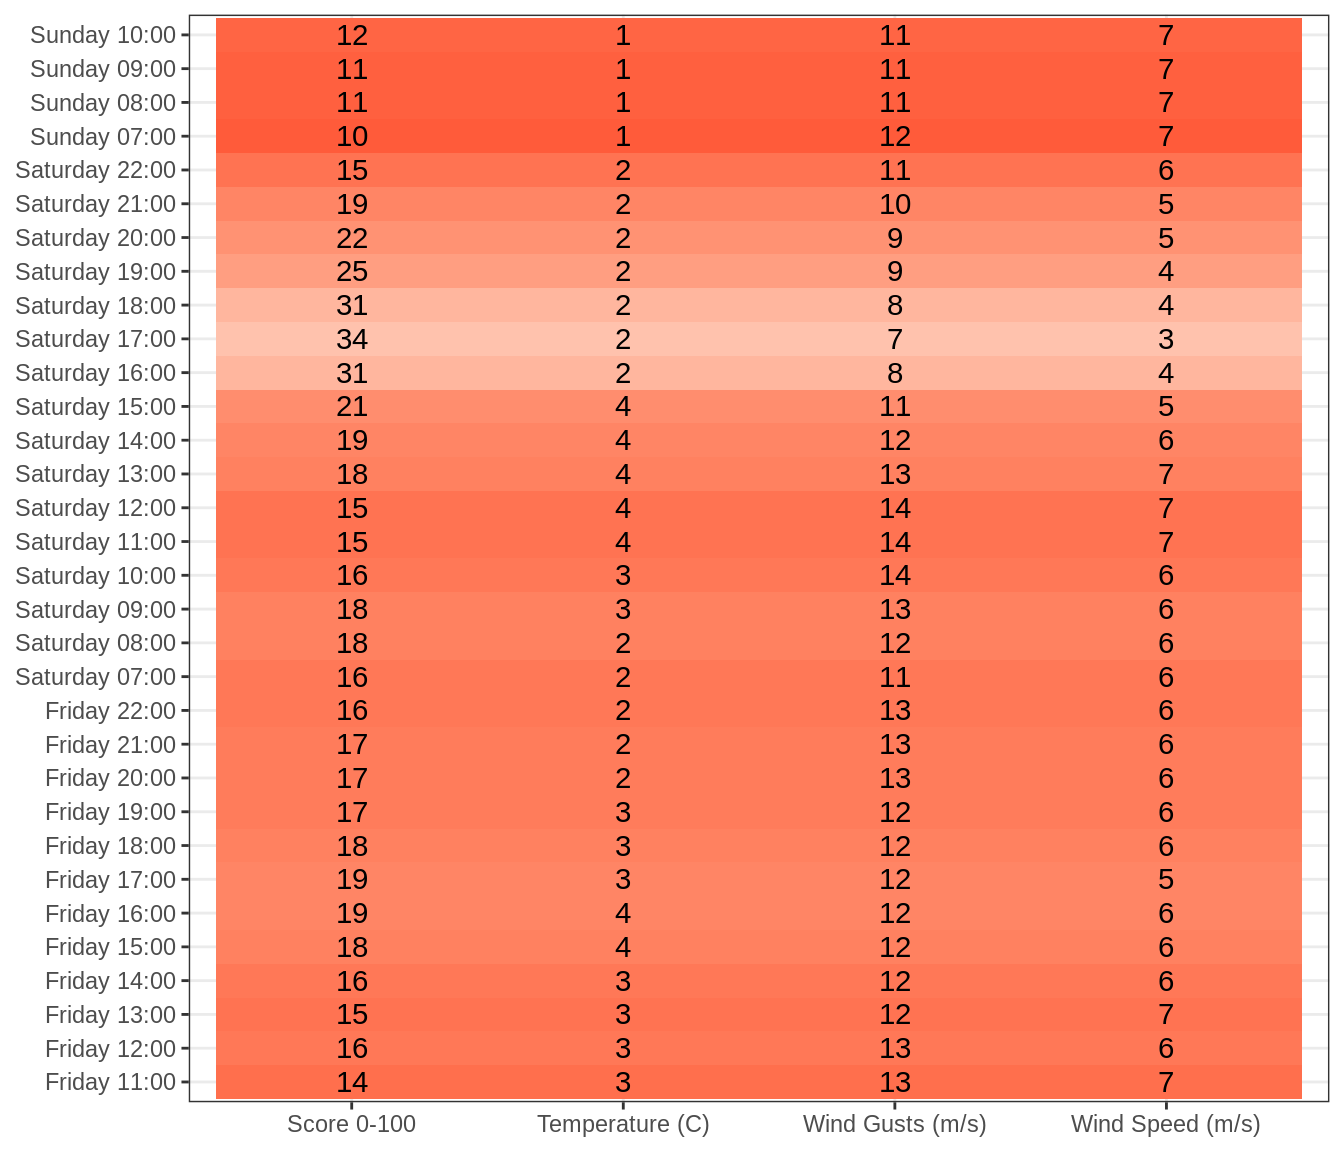 Sunday 10:00 12 1 11 7
Sunday 09:00 11 1 11 7
Sunday 08:00 11 1 11 7
Sunday 07:00 10 1 12 7
Saturday 22:00 15 2 11 6
Saturday 21:00 19 2 10 5
Saturday 20:00 22 2 9 5
Saturday 19:00 25 2 9 4
Saturday 18:00 31 2 8 4
Saturday 17:00 34 2 7 3
Saturday 16:00 31 2 8 4
Saturday 15:00 21 4 11 5
Saturday 14:00 19 4 12 6
Saturday 13:00 18 4 13 7
Saturday 12:00 15 4 14 7
Saturday 11:00 15 4 14 7
Saturday 10:00 16 3 14 6
Saturday 09:00 18 3 13 6
Saturday 08:00 18 2 12 6
Saturday 07:00 16 2 11 6
Friday 22:00 16 2 13 6
Friday 21:00 17 2 13 6
Friday 20:00 17 2 13 6
Friday 19:00 17 3 12 6
Friday 18:00 18 3 12 6
Friday 17:00 19 3 12 5
Friday 16:00 19 4 12 6
Friday 15:00 18 4 12 6
Friday 14:00 16 3 12 6
Friday 13:00 15 3 12 7
Friday 12:00 16 3 13 6
Friday 11:00 14 3 13 7
Score 0-100 Temperature (C) Wind Gusts (m/s) Wind Speed (m/s)